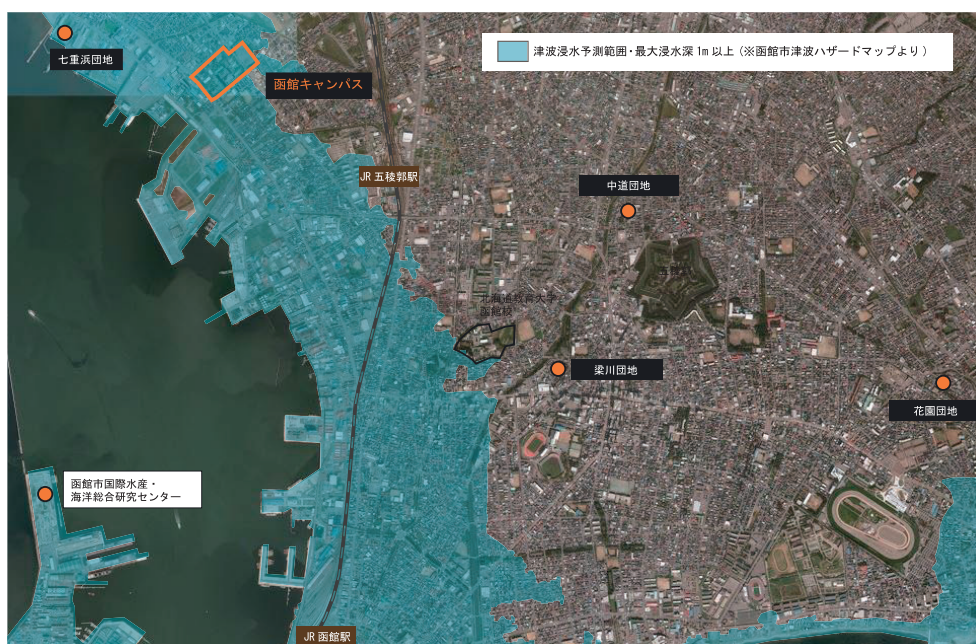 七重浜団地
函館キャンパス
津波浸水予測範囲・最大浸水深 1m 以上 (※函館市津波ハザードマップより )
JR 五稜郭駅
中道団地
五稜郭
北海道教育大学
函館校
梁川団地
花園団地
函館市国際水産・
海洋総合研究センター
JR 函館駅